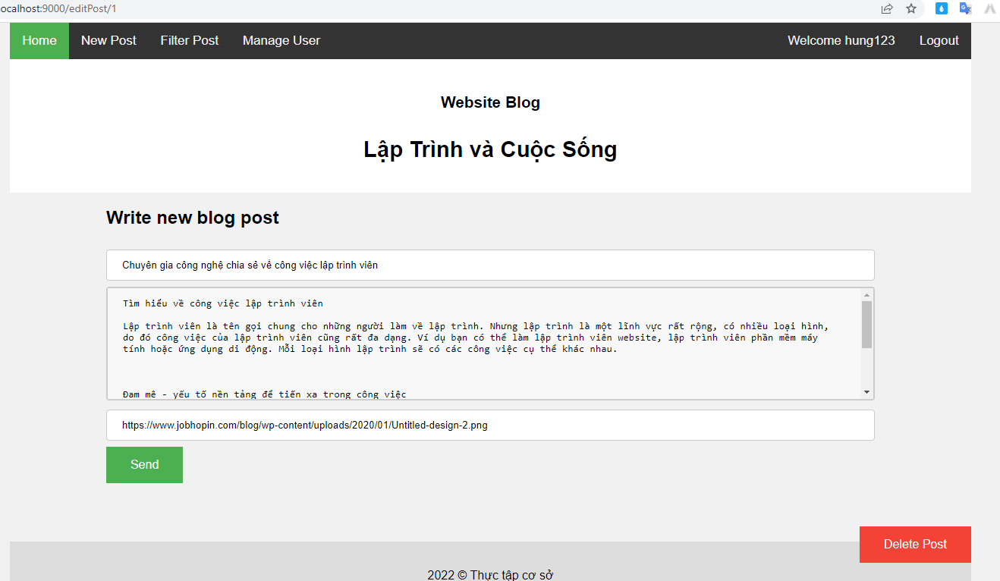 ocalhost:9000/editPost/1
Home New Post Filter Post Manage User Welcome hung123 Logout
Website Blog
Lập Trình và Cuộc Sống
Write new blog post
Chuyên gia công nghệ chia sẻ về công việc lập trình viên
Tìm hiểu về công việc lập trình viên
Lập trình viên là tên gọi chung cho những người làm về lập trình. Nhưng lập trình là một lĩnh vực rất rộng, có nhiều loại hình,
do đó công việc của lập trình viên cũng rất đa dạng. Ví dụ bạn có thể làm lập trình viên website, lập trình viên phần mềm máy
tính hoặc ứng dụng di động. Mỗi loại hình lập trình sẽ có các công việc cụ thể khác nhau.
Đam mê - yếu tố nền tảng để tiến xa trong công việc
https://www.jobhopin.com/blog/wp-content/uploads/2020/01/Untitled-design-2.png
Send
Delete Post
2022 © Thực tập cơ sở